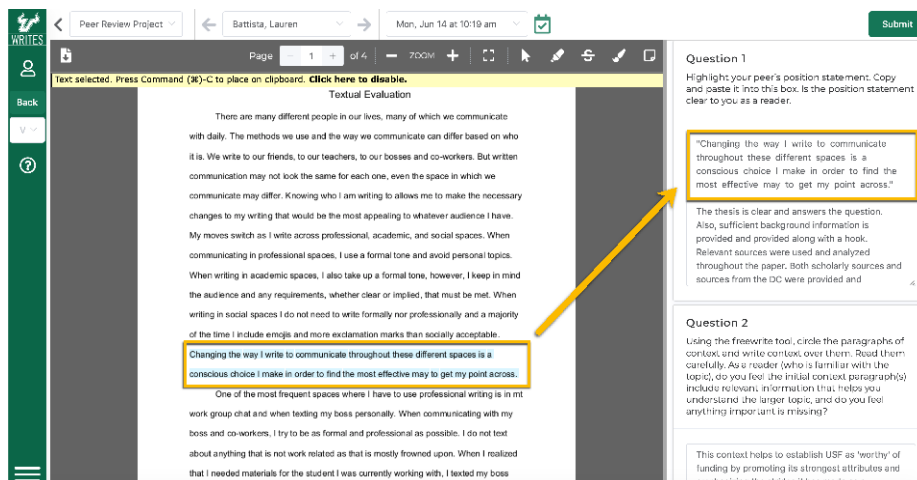 WRITES
Peer Review Project
Battista, Lauren
Mon, Jun 14 at 10:19 am
Submit
Back
V
Page - 1 + of 4 — ZOOM +
Text selected. Press Command (⌘)-C to place on clipboard. Click here to disable.
Textual Evaluation
There are many different people in our lives, many of which we communicate
with daily. The methods we use and the way we communicate can differ based on who
it is. We write to our friends, to our teachers, to our bosses and co-workers. But written
communication may not look the same for each one, even the space in which we
communicate may differ. Knowing who I am writing to allows me to make the necessary
changes to my writing that would be the most appealing to whatever audience I have.
My moves switch as I write across professional, academic, and social spaces. When
communicating in professional spaces, I use a formal tone and avoid personal topics.
When writing in academic spaces, I also take up a formal tone, however, I keep in mind
the audience and any requirements, whether clear or implied, that must be met. When
writing in social spaces I do not need to write formally nor professionally and a majority
of the time I include emojis and more exclamation marks than socially acceptable.
Changing the way I write to communicate throughout these different spaces is a
conscious choice I make in order to find the most effective may to get my point across.
One of the most frequent spaces where I have to use professional writing is in mt
work group chat and when texting my boss personally. When communicating with my
boss and co-workers, I try to be as formal and professional as possible. I do not text
about anything that is not work related as that is mostly frowned upon. When I realized
that I needed materials for the student I was currently working with, I texted my boss
Question 1
Highlight your peer's position statement. Copy
and paste it into this box. Is the position statement
clear to you as a reader.
"Changing the way I write to communicate
throughout these different spaces is a
conscious choice I make in order to find the
most effective may to get my point across."
The thesis is clear and answers the question.
Also, sufficient background information is
provided and provided along with a hook.
Relevant sources were used and analyzed
throughout the paper. Both scholarly sources and
sources from the DC were provided and
Question 2
Using the freewrite tool, circle the paragraphs of
context and write context over them. Read them
carefully. As a reader (who is familiar with the
topic), do you feel the initial context paragraph(s)
include relevant information that helps you
understand the larger topic, and do you feel
anything important is missing?
This context helps to establish USF as 'worthy' of
funding by promoting its strongest attributes and